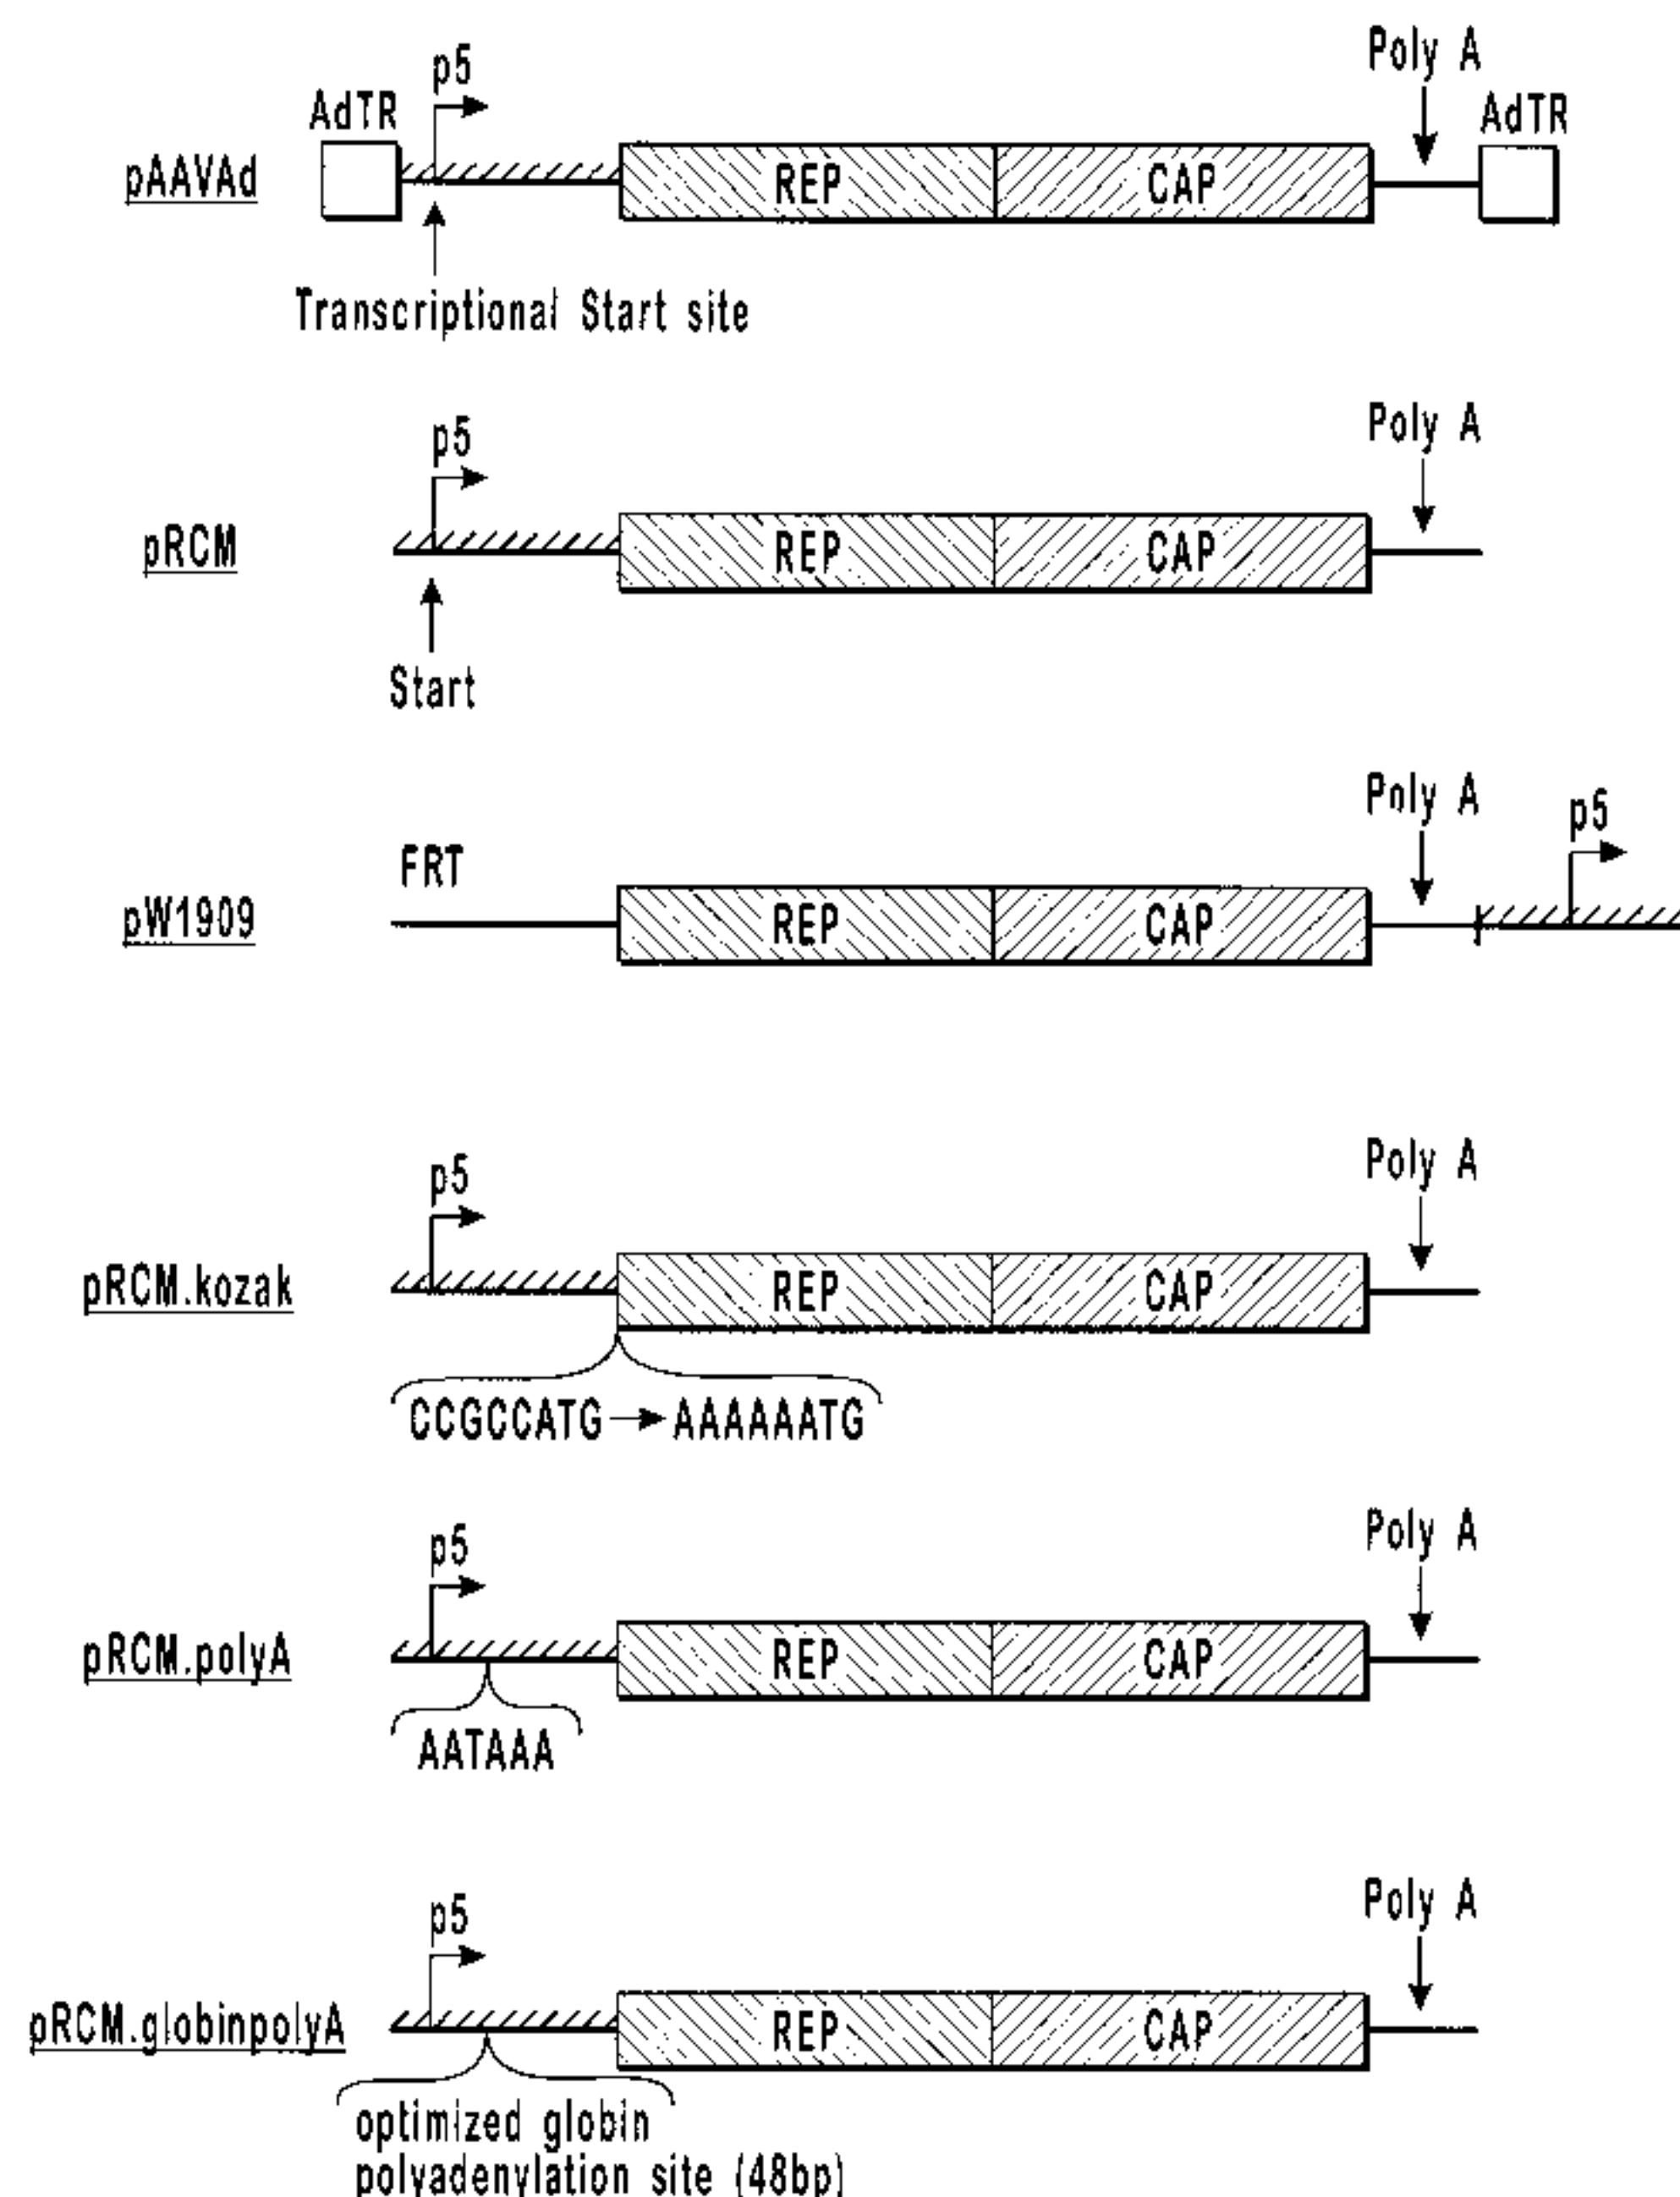 p5
Poly A
AdTR
AdTR
pAAVAd
REP
CAP
Transcriptional Start site
p5
Poly A
pRCM
REP
CAP
Start
Poly A
p5
FRT
pW1909
REP
CAP
p5
Poly A
pRCM.kozak
REP
CAP
CCGCCATG → AAAAAATG
p5
Poly A
pRCM.polyA
REP
CAP
AATAAA
p5
Poly A
pRCM.globinpolyA
REP
CAP
optimized globin
polyadenylation site (48bp)